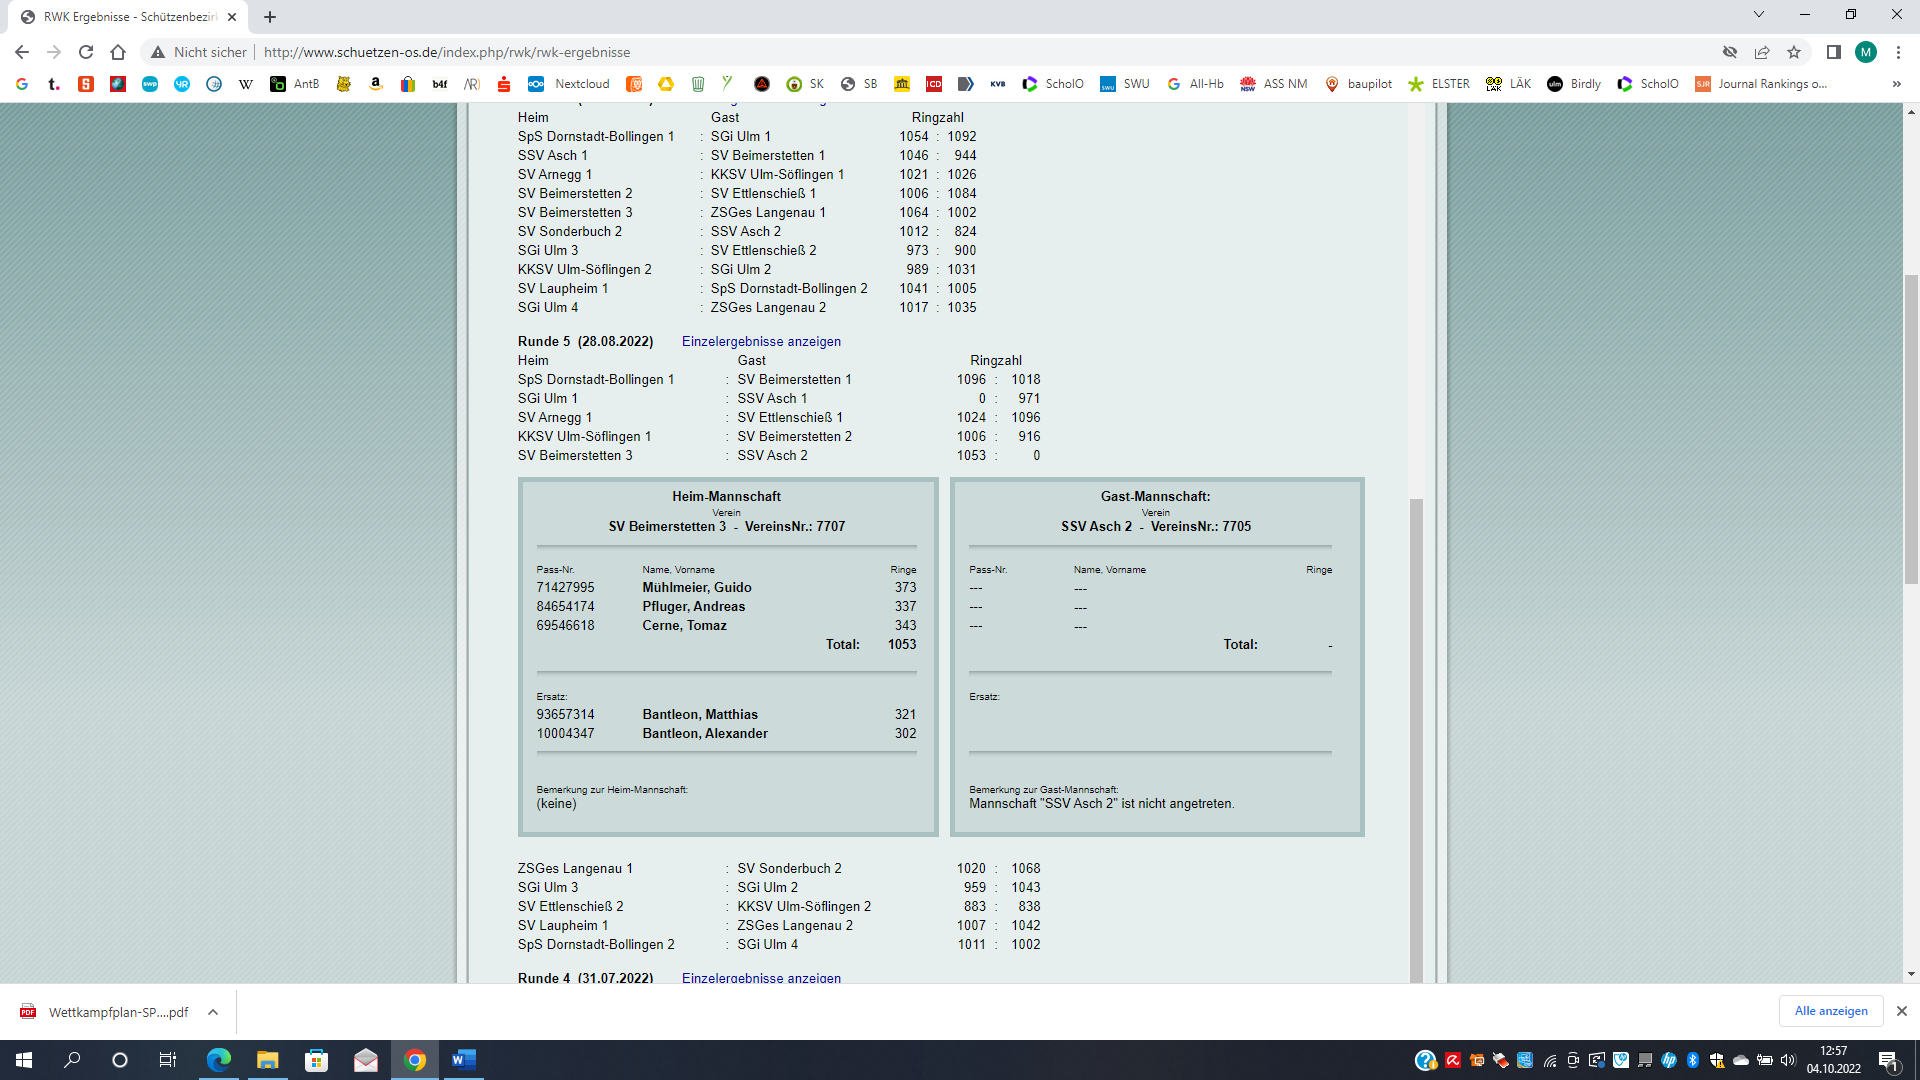 RWK Ergebnisse - Schützenbezir
Nicht sicher http://www.schuetzen-os.de/index.php/rwk/rwk-ergebnisse
M
AntB b4f Nextcloud SK SB ICD KVB ScholO SWU All-Hb ASS NM baupilot ELSTER LÄK Birdly ScholO Journal Rankings o... »
Heim Gast Ringzahl
SpS Dornstadt-Bollingen 1 : SGi Ulm 1 1054 : 1092
SSV Asch 1 : SV Beimerstetten 1 1046 : 944
SV Arnegg 1 : KKSV Ulm-Söflingen 1 1021 : 1026
SV Beimerstetten 2 : SV Ettlenschieß 1 1006 : 1084
SV Beimerstetten 3 : ZSGes Langenau 1 1064 : 1002
SV Sonderbuch 2 : SSV Asch 2 1012 : 824
SGi Ulm 3 : SV Ettlenschieß 2 973 : 900
KKSV Ulm-Söflingen 2 : SGi Ulm 2 989 : 1031
SV Laupheim 1 : SpS Dornstadt-Bollingen 2 1041 : 1005
SGi Ulm 4 : ZSGes Langenau 2 1017 : 1035
Runde 5 (28.08.2022) Einzelergebnisse anzeigen
Heim Gast Ringzahl
SpS Dornstadt-Bollingen 1 : SV Beimerstetten 1 1096 : 1018
SGi Ulm 1 : SSV Asch 1 0 : 971
SV Arnegg 1 : SV Ettlenschieß 1 1024 : 1096
KKSV Ulm-Söflingen 1 : SV Beimerstetten 2 1006 : 916
SV Beimerstetten 3 : SSV Asch 2 1053 : 0
Heim-Mannschaft
Verein
SV Beimerstetten 3 - VereinsNr.: 7707
Pass-Nr. Name, Vorname Ringe
71427995 Mühlmeier, Guido 373
84654174 Pfluger, Andreas 337
69546618 Cerne, Tomaz 343
Total: 1053
Ersatz:
93657314 Bantleon, Matthias 321
10004347 Bantleon, Alexander 302
Bemerkung zur Heim-Mannschaft:
(keine)
Gast-Mannschaft:
Verein
SSV Asch 2 - VereinsNr.: 7705
Pass-Nr. Name, Vorname Ringe
--- ---
--- ---
--- ---
Total: -
Ersatz:
Bemerkung zur Gast-Mannschaft:
Mannschaft "SSV Asch 2" ist nicht angetreten.
ZSGes Langenau 1 : SV Sonderbuch 2 1020 : 1068
SGi Ulm 3 : SGi Ulm 2 959 : 1043
SV Ettlenschieß 2 : KKSV Ulm-Söflingen 2 883 : 838
SV Laupheim 1 : ZSGes Langenau 2 1007 : 1042
SpS Dornstadt-Bollingen 2 : SGi Ulm 4 1011 : 1002
Runde 4 (31.07.2022) Einzelergebnisse anzeigen
PDF Wettkampfplan-SP....pdf Alle anzeigen
12:57
04.10.2022
1